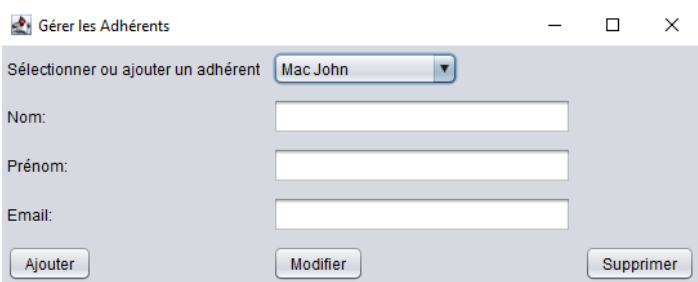 Gérer les Adhérents
Sélectionner ou ajouter un adhérent Mac John
Nom:
Prénom:
Email:
Ajouter Modifier Supprimer